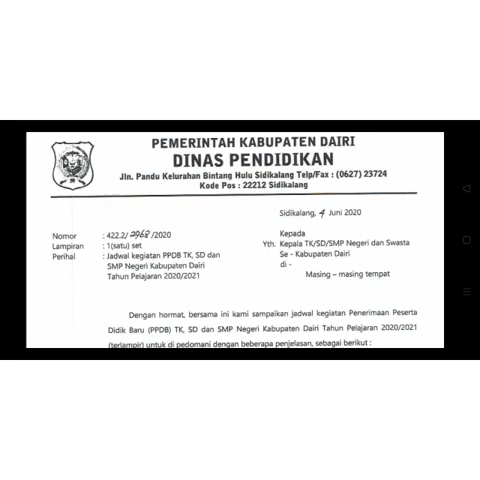 PEMERINTAH KABUPATEN DAIRI
DINAS PENDIDIKAN
Jln. Pandu Kelurahan Bintang Hulu Sidikalang Telp/Fax : (0627) 23724
Kode Pos : 22212 Sidikalang
Sidikalang, 4 Juni 2020
Nomor : 422.2/2968/2020
Lampiran : 1(satu) set
Perihal : Jadwal kegiatan PPDB TK, SD dan
SMP Negeri Kabupaten Dairi
Tahun Pelajaran 2020/2021
Kepada
Yth. Kepala TK/SD/SMP Negeri dan Swasta
Se - Kabupaten Dairi
di -
Masing – masing tempat
Dengan hormat, bersama ini kami sampaikan jadwal kegiatan Penerimaan Peserta
Didik Baru (PPDB) TK, SD dan SMP Negeri Kabupaten Dairi Tahun Pelajaran 2020/2021
(terlampir) untuk di pedomani dengan beberapa penjelasan, sebagai berikut :